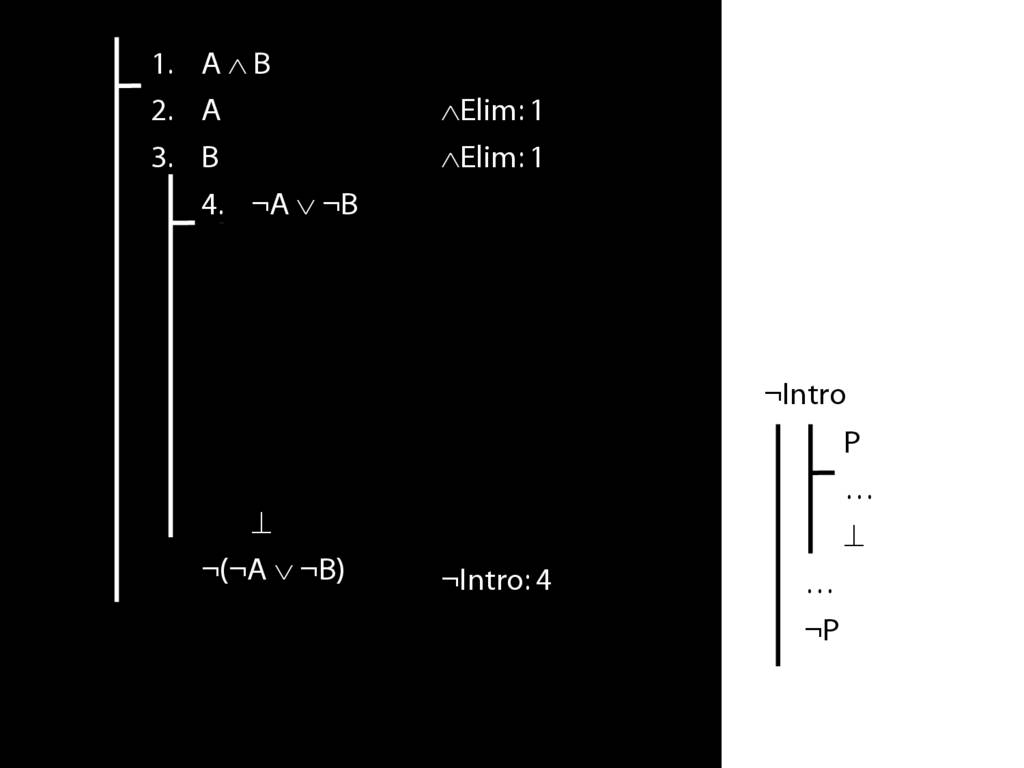 1. A ∧ B
2. A ∧Elim: 1
3. B ∧Elim: 1
4. ¬A ∨ ¬B
⊥
¬(¬A ∨ ¬B) ¬Intro: 4
¬Intro
P
...
⊥
...
¬P